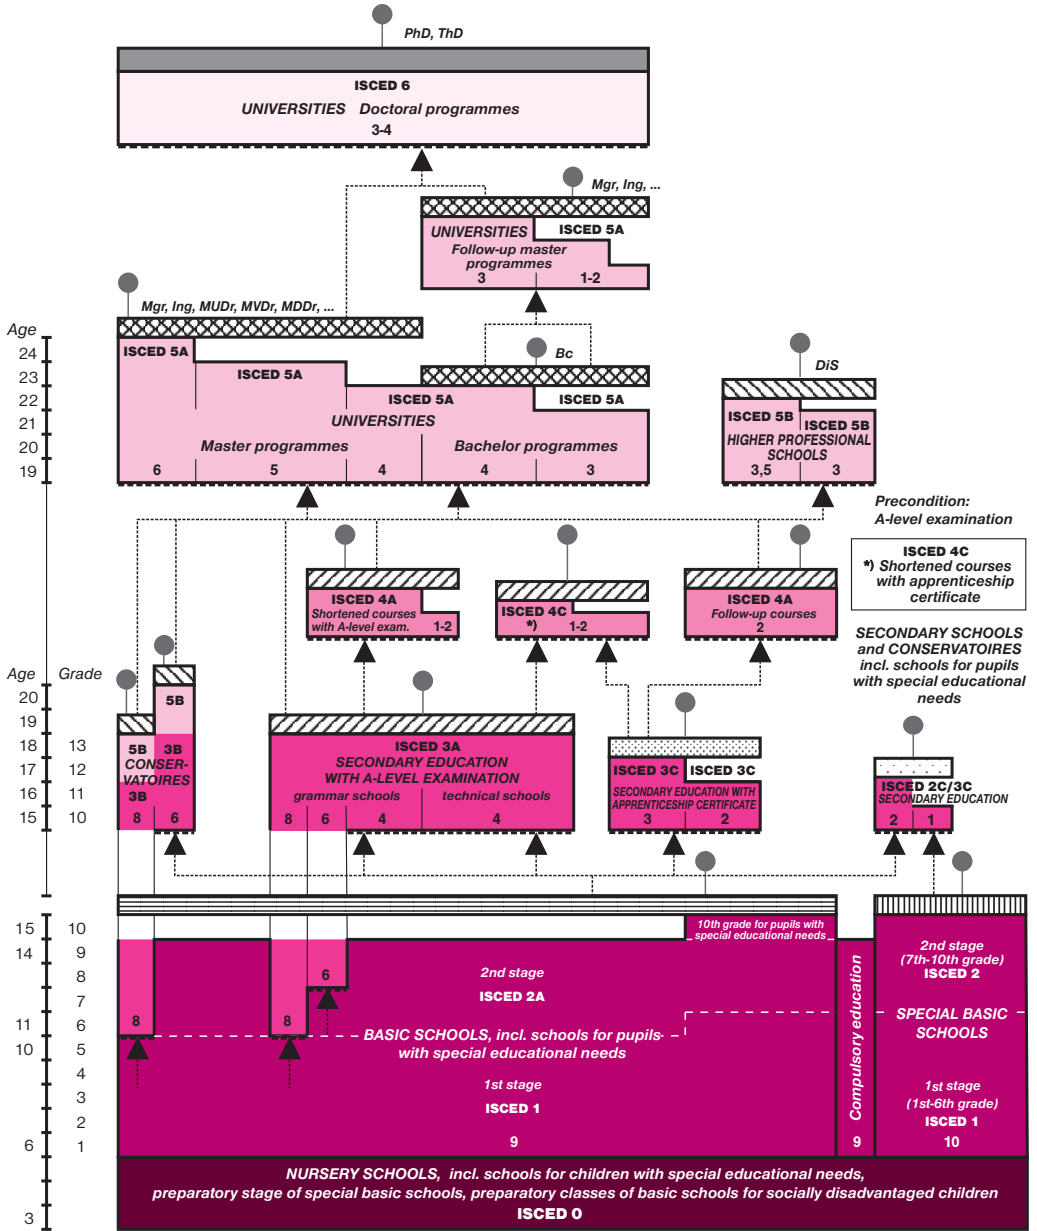 PhD, ThD
ISCED 6
UNIVERSITIES Doctoral programmes
3-4
Mgr, Ing, ...
UNIVERSITIES
ISCED 5A
Follow-up master
programmes
3
1-2
Mgr, Ing, MUDr, MVDr, MDDr, ...
Age
24
23
22
21
20
19
ISCED 5A
ISCED 5A
Bc
ISCED 5A
ISCED 5A
UNIVERSITIES
Master programmes
Bachelor programmes
6
5
4
4
3
DiS
ISCED 5B
ISCED 5B
HIGHER PROFESSIONAL
SCHOOLS
3,5
3
Precondition:
A-level examination
ISCED 4C
*) Shortened courses
with apprenticeship
certificate
ISCED 4A
Shortened courses
with A-level exam.
1-2
ISCED 4C
*)
1-2
ISCED 4A
Follow-up courses
2
SECONDARY SCHOOLS
and CONSERVATOIRES
incl. schools for pupils
with special educational
needs
Age
Grade
20
19
18 13
17 12
16 11
15 10
5B
5B 3B
CONSER-
VATOIRES
3B
8
6
ISCED 3A
SECONDARY EDUCATION
WITH A-LEVEL EXAMINATION
grammar schools
technical schools
8
6
4
4
ISCED 3C
ISCED 3C
SECONDARY EDUCATION WITH
APPRENTICESHIP CERTIFICATE
3
2
ISCED 2C/3C
SECONDARY EDUCATION
2
1
15 10
14 9
8
7
11 6
10 5
4
3
2
6 1
3
10th grade for pupils with
special educational needs
8
8
6
2nd stage
ISCED 2A
BASIC SCHOOLS, incl. schools for pupils
with special educational needs
1st stage
ISCED 1
9
Compulsory education
9
2nd stage
(7th-10th grade)
ISCED 2
SPECIAL BASIC
SCHOOLS
1st stage
(1st-6th grade)
ISCED 1
10
NURSERY SCHOOLS, incl. schools for children with special educational needs,
preparatory stage of special basic schools, preparatory classes of basic schools for socially disadvantaged children
ISCED 0